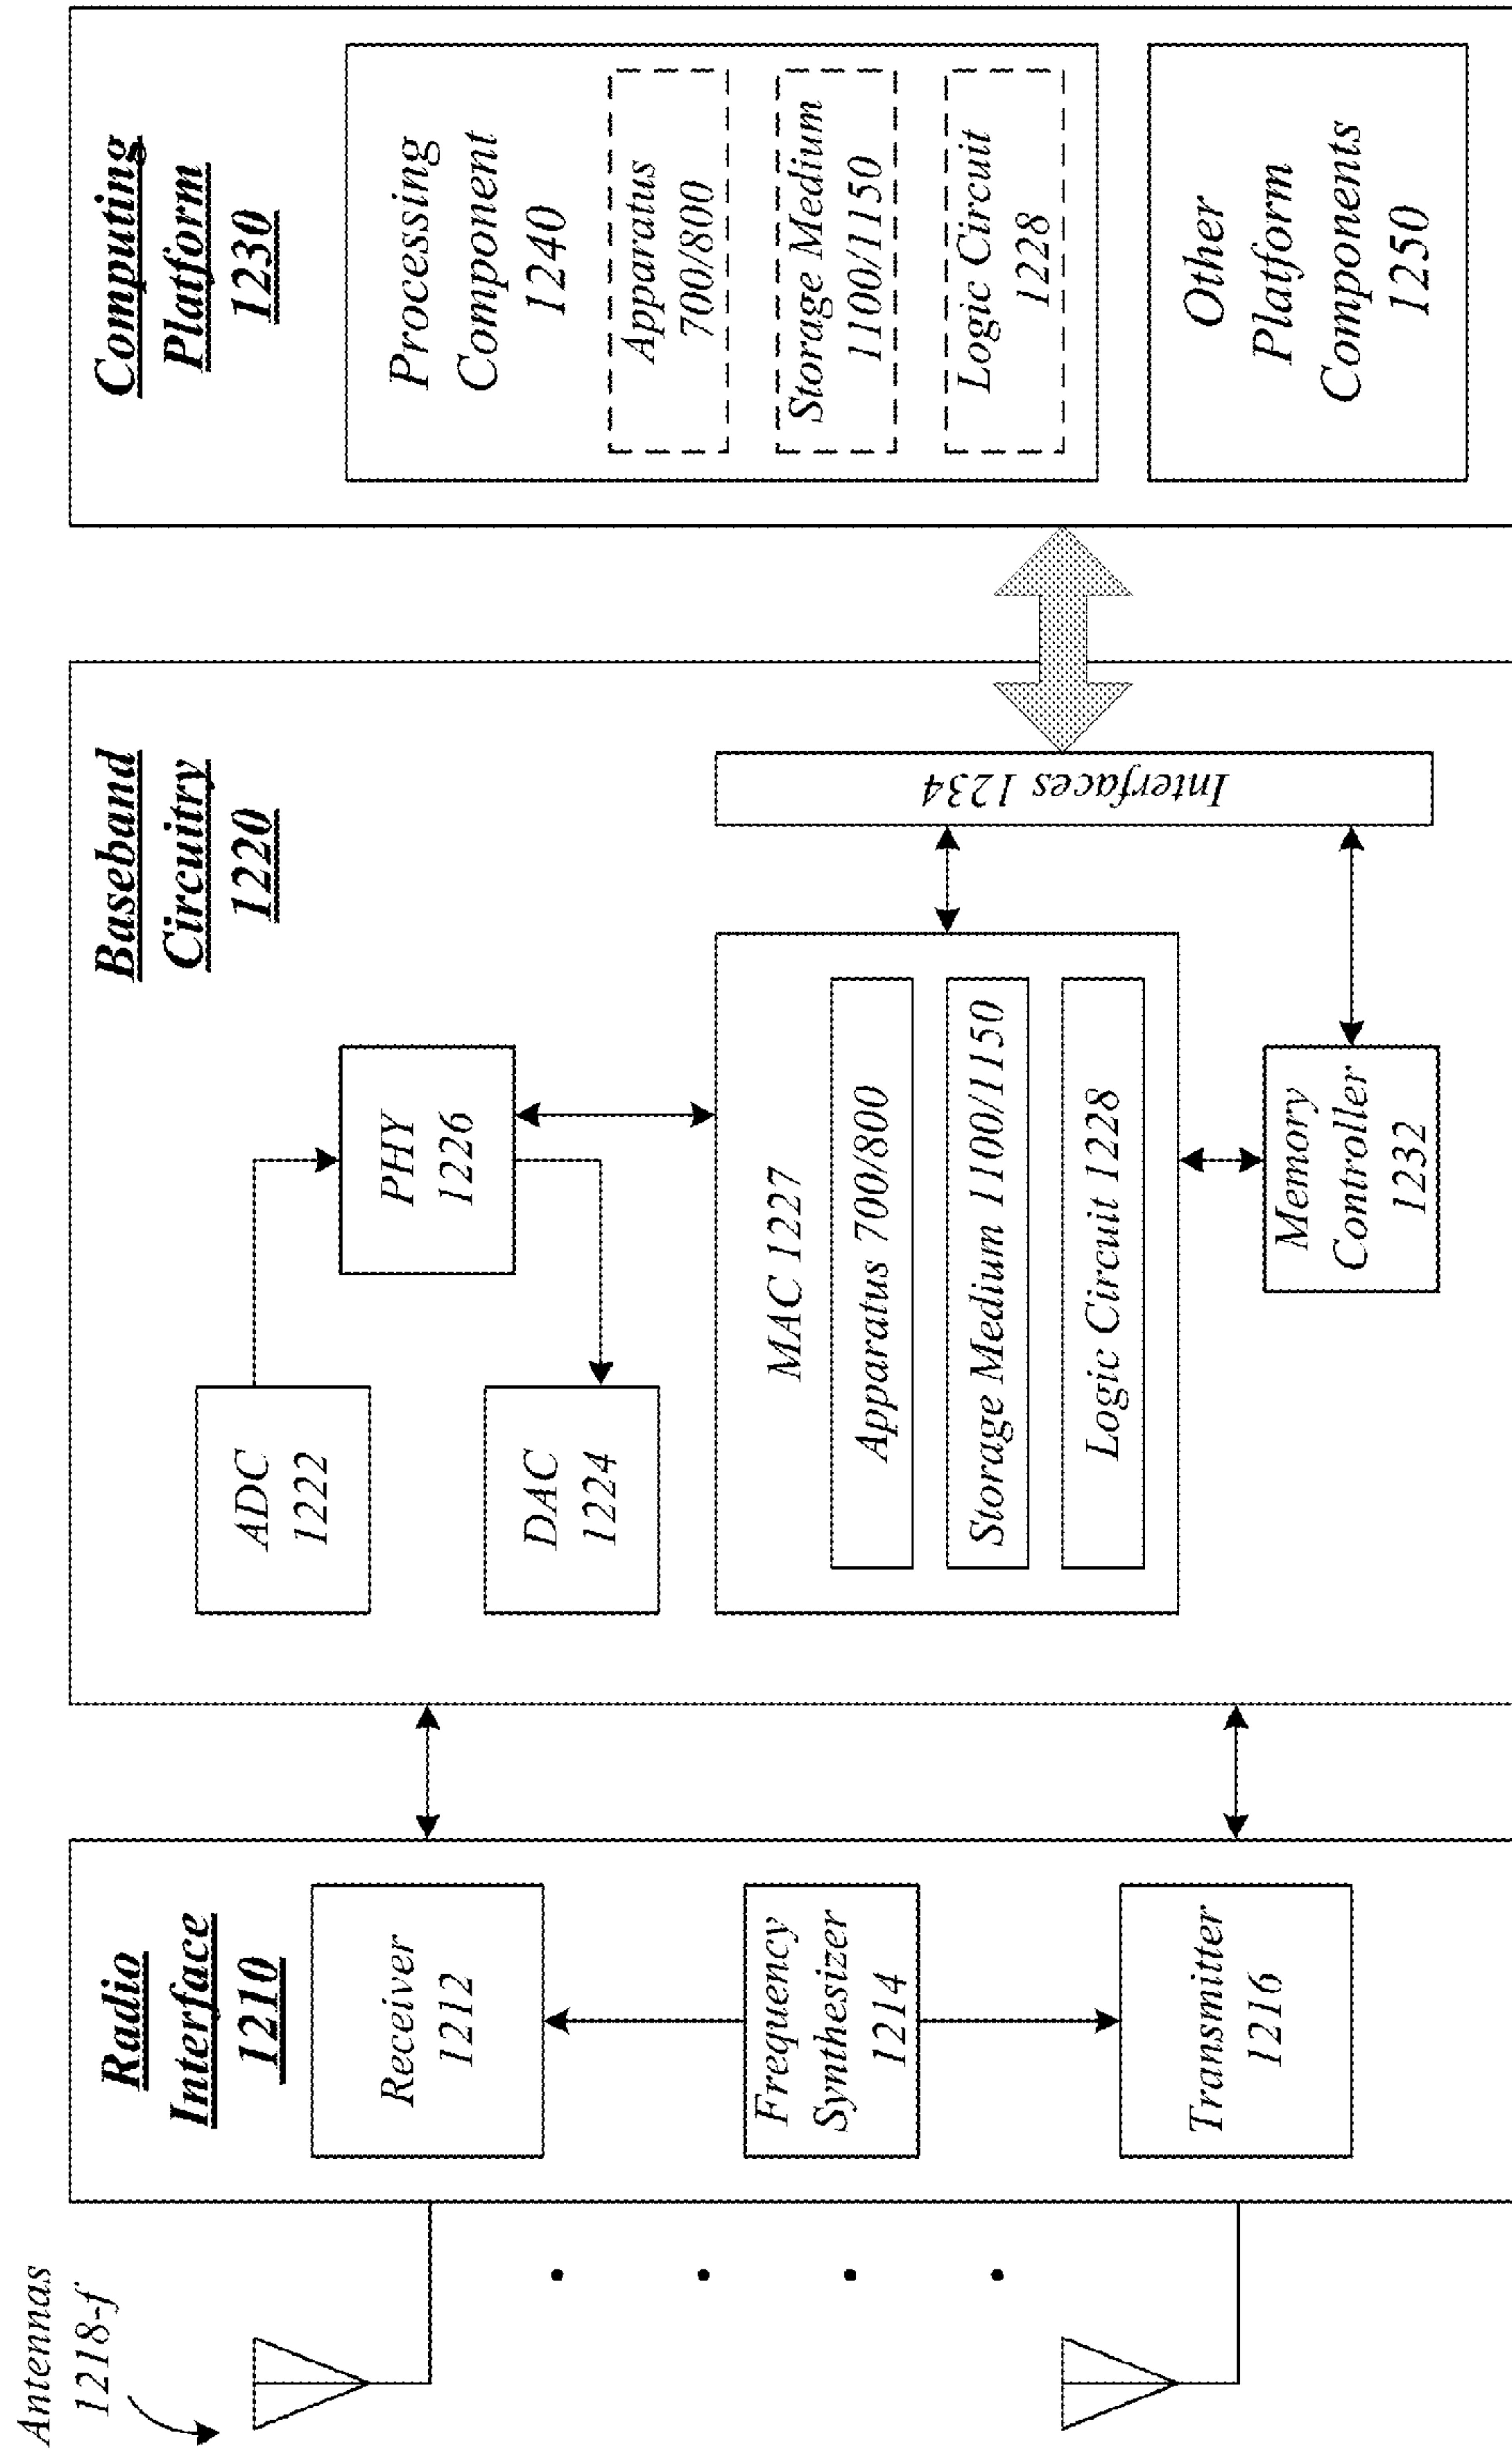 Antennas
1218-f
Radio
Interface
1210
Receiver
1212
Frequency
Synthesizer
1214
Transmitter
1216
Baseband
Circuitry
1220
ADC
1222
DAC
1224
PHY
1226
MAC 1227
Apparatus 700/800
Storage Medium 1100/1150
Logic Circuit 1228
Memory
Controller
1232
Interfaces 1234
Computing
Platform
1230
Processing
Component
1240
Apparatus
700/800
Storage Medium
1100/1150
Logic Circuit
1228
Other
Platform
Components
1250